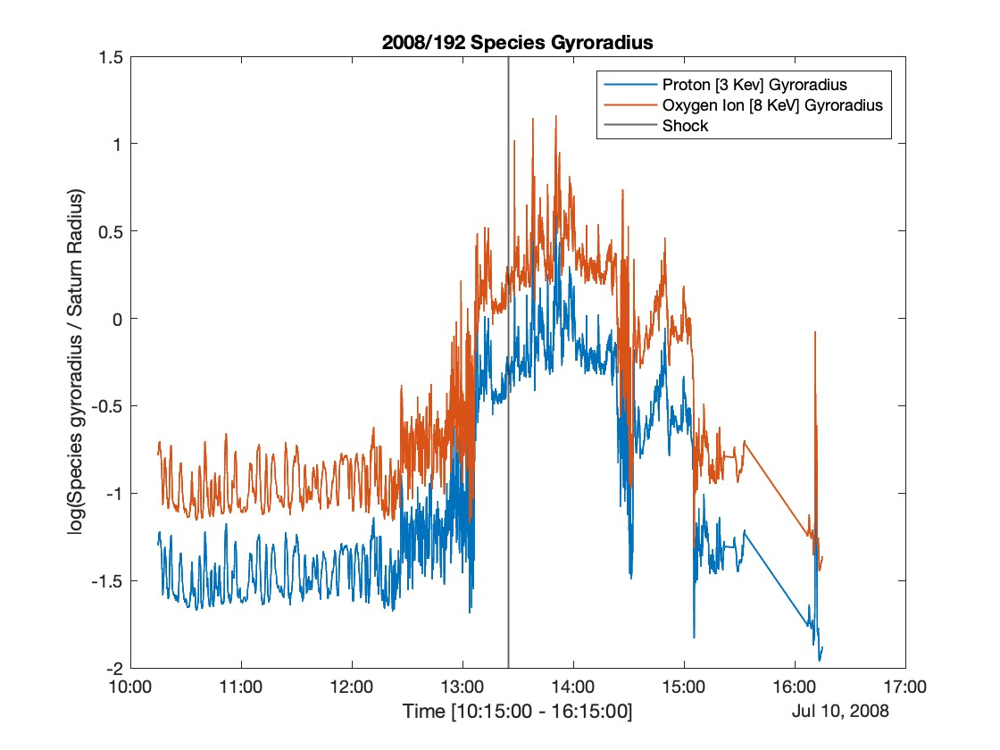 2008/192 Species Gyroradius
log(Species gyroradius / Saturn Radius)
1.5
1
0.5
0
-0.5
-1
-1.5
-2
Proton [3 Kev] Gyroradius
Oxygen Ion [8 KeV] Gyroradius
Shock
10:00
11:00
12:00
13:00
14:00
15:00
16:00
17:00
Time [10:15:00 - 16:15:00]
Jul 10, 2008